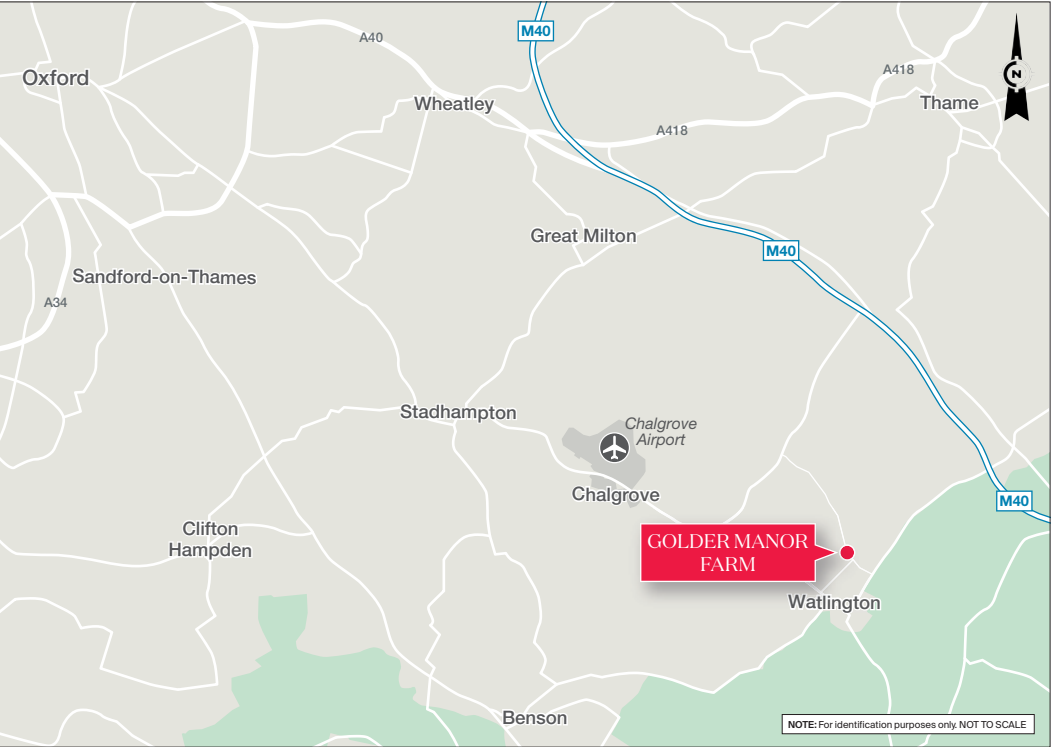 M40
A40
Oxford
A418
N
Wheatley
Thame
A418
Great Milton
M40
Sandford-on-Thames
A34
Stadhampton
Chalgrove
Airport
Chalgrove
M40
Clifton
Hampden
GOLDER MANOR
FARM
Watlington
Benson
NOTE: For identification purposes only. NOT TO SCALE